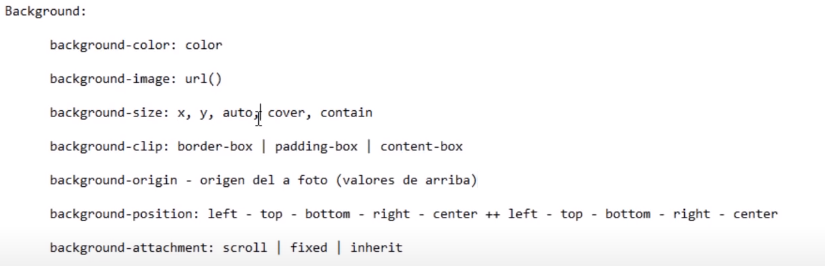 Background:
background-color: color
background-image: url()
background-size: x, y, auto, cover, contain
background-clip: border-box | padding-box | content-box
background-origin - origen del a foto (valores de arriba)
background-position: left - top - bottom - right - center ++ left - top - bottom - right - center
background-attachment: scroll | fixed | inherit